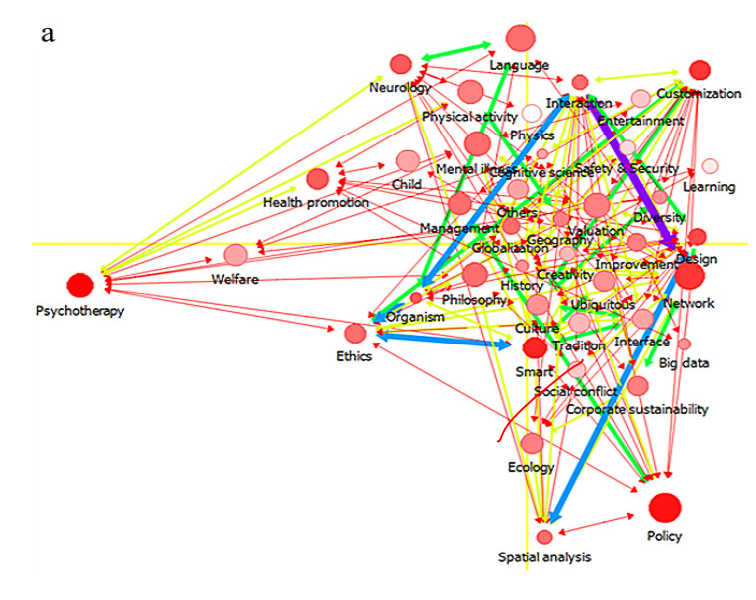 a
Language
Neurology
Customization
Interaction
Physical activity
Entertainment
Physics
Mental illness
Cognitive science
Safety & Security
Child
Learning
Health promotion
Others
Diversity
Management
Valuation
Geography
Globalization
Design
Improvement
Creativity
Welfare
History
Philosophy
Ubiquitous
Network
Psychotherapy
Organism
Culture
Tradition
Interface
Ethics
Big data
Smart
Social conflict
Corporate sustainability
Ecology
Policy
Spatial analysis